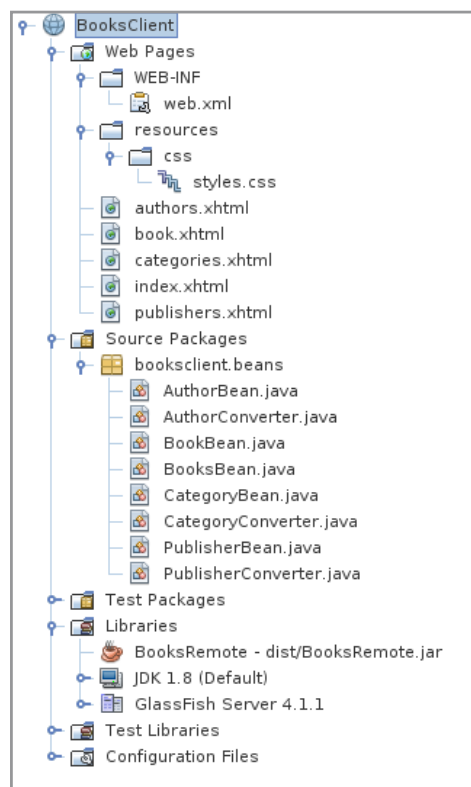 BooksClient
Web Pages
WEB-INF
web.xml
resources
css
styles.css
authors.xhtml
book.xhtml
categories.xhtml
index.xhtml
publishers.xhtml
Source Packages
booksclient.beans
AuthorBean.java
AuthorConverter.java
BookBean.java
BooksBean.java
CategoryBean.java
CategoryConverter.java
PublisherBean.java
PublisherConverter.java
Test Packages
Libraries
BooksRemote - dist/BooksRemote.jar
JDK 1.8 (Default)
GlassFish Server 4.1.1
Test Libraries
Configuration Files